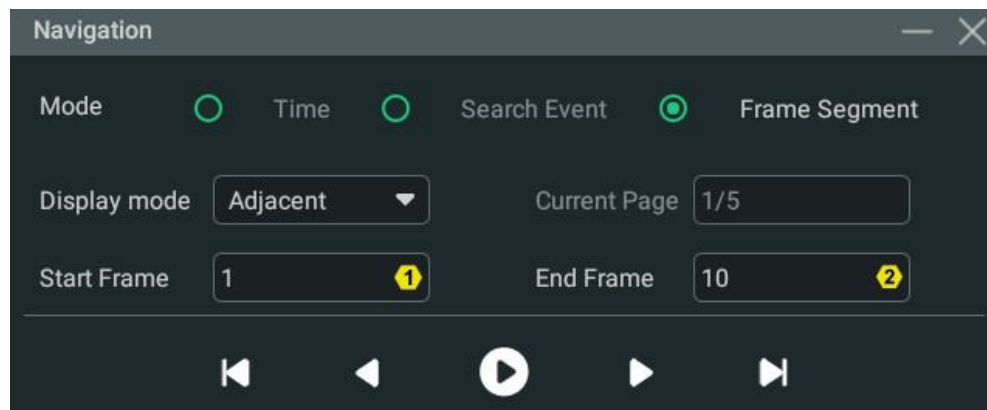 Navigation
Mode Time Search Event Frame Segment
Display mode Adjacent Current Page 1/5
Start Frame 1 1 End Frame 10 2